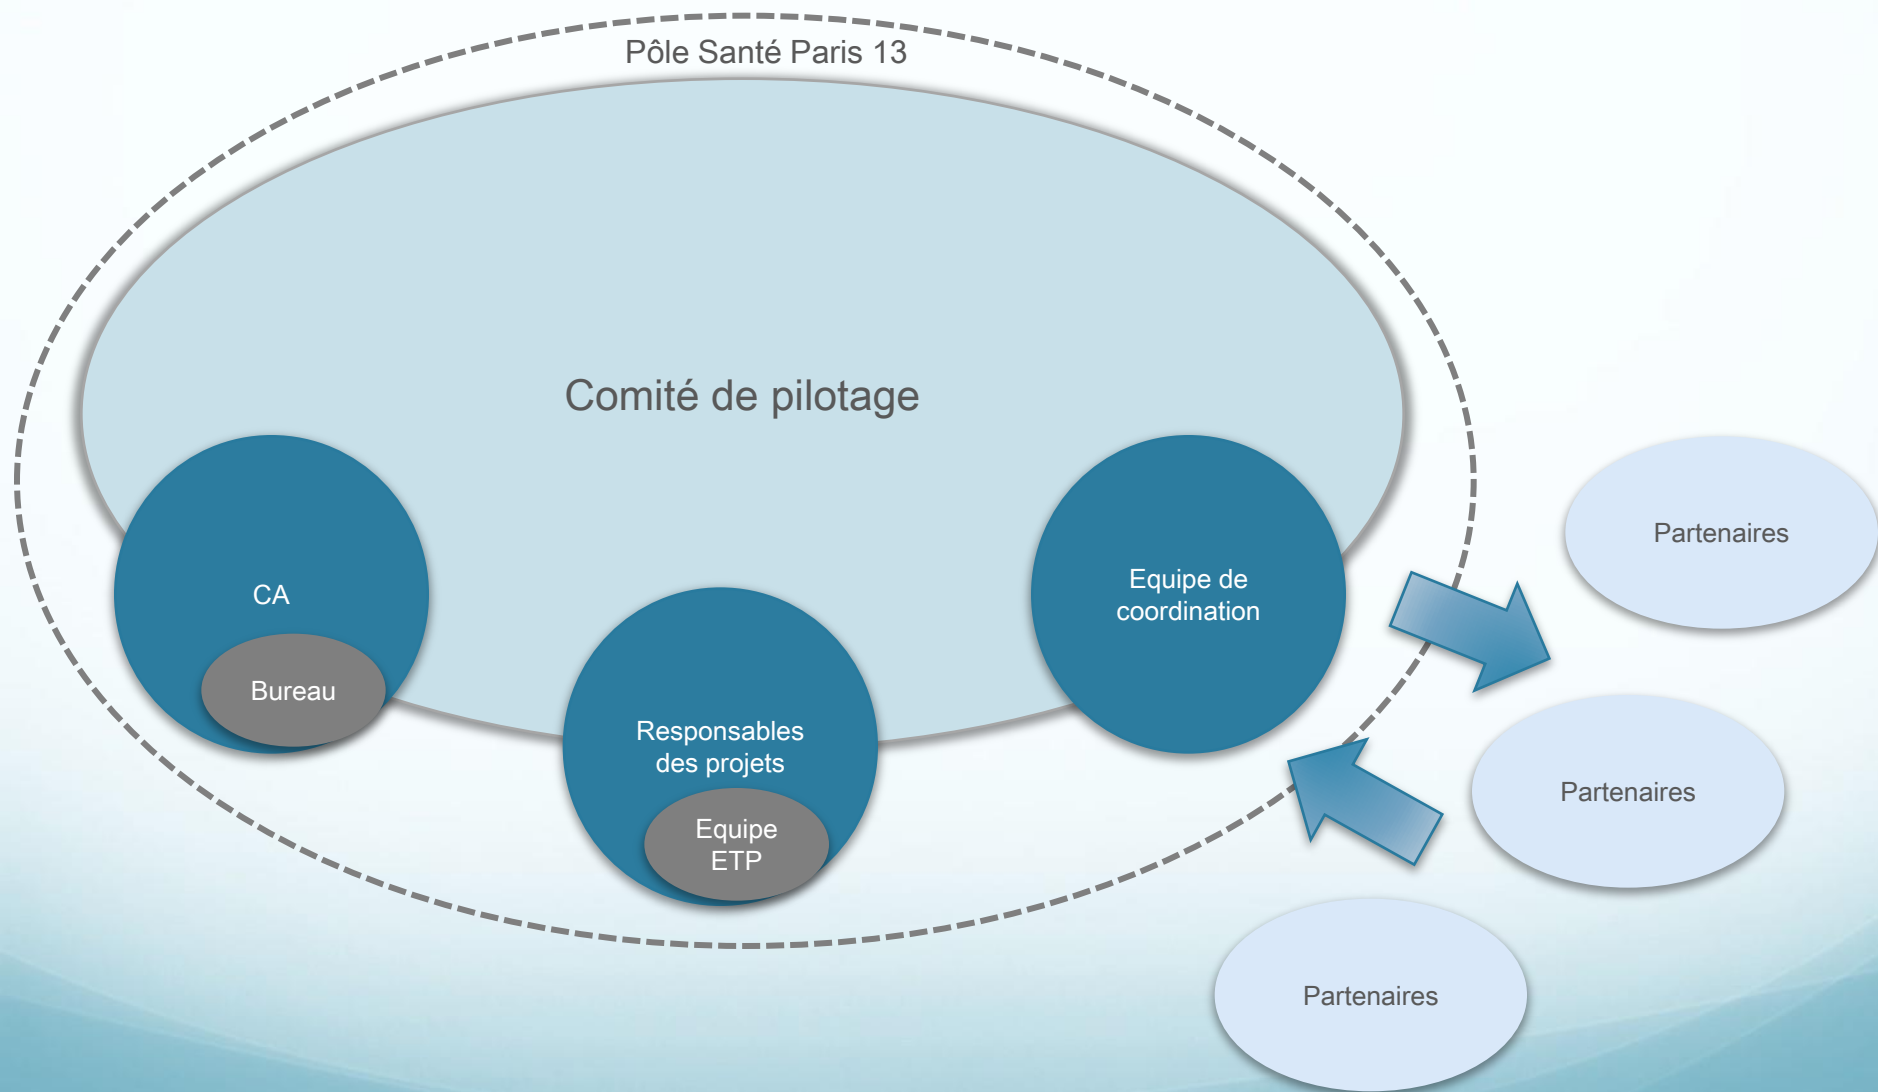 Pôle Santé Paris 13
Comité de pilotage
CA
Bureau
Responsables
des projets
Equipe
ETP
Equipe de
coordination
Partenaires
Partenaires
Partenaires